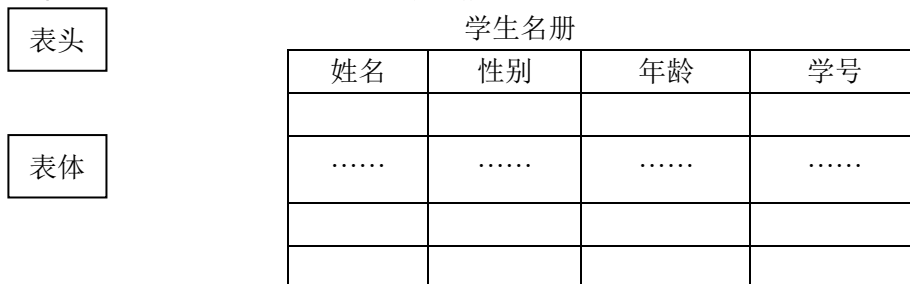 表头
学生名册
姓名 性别 年龄 学号
表体
…… …… …… ……